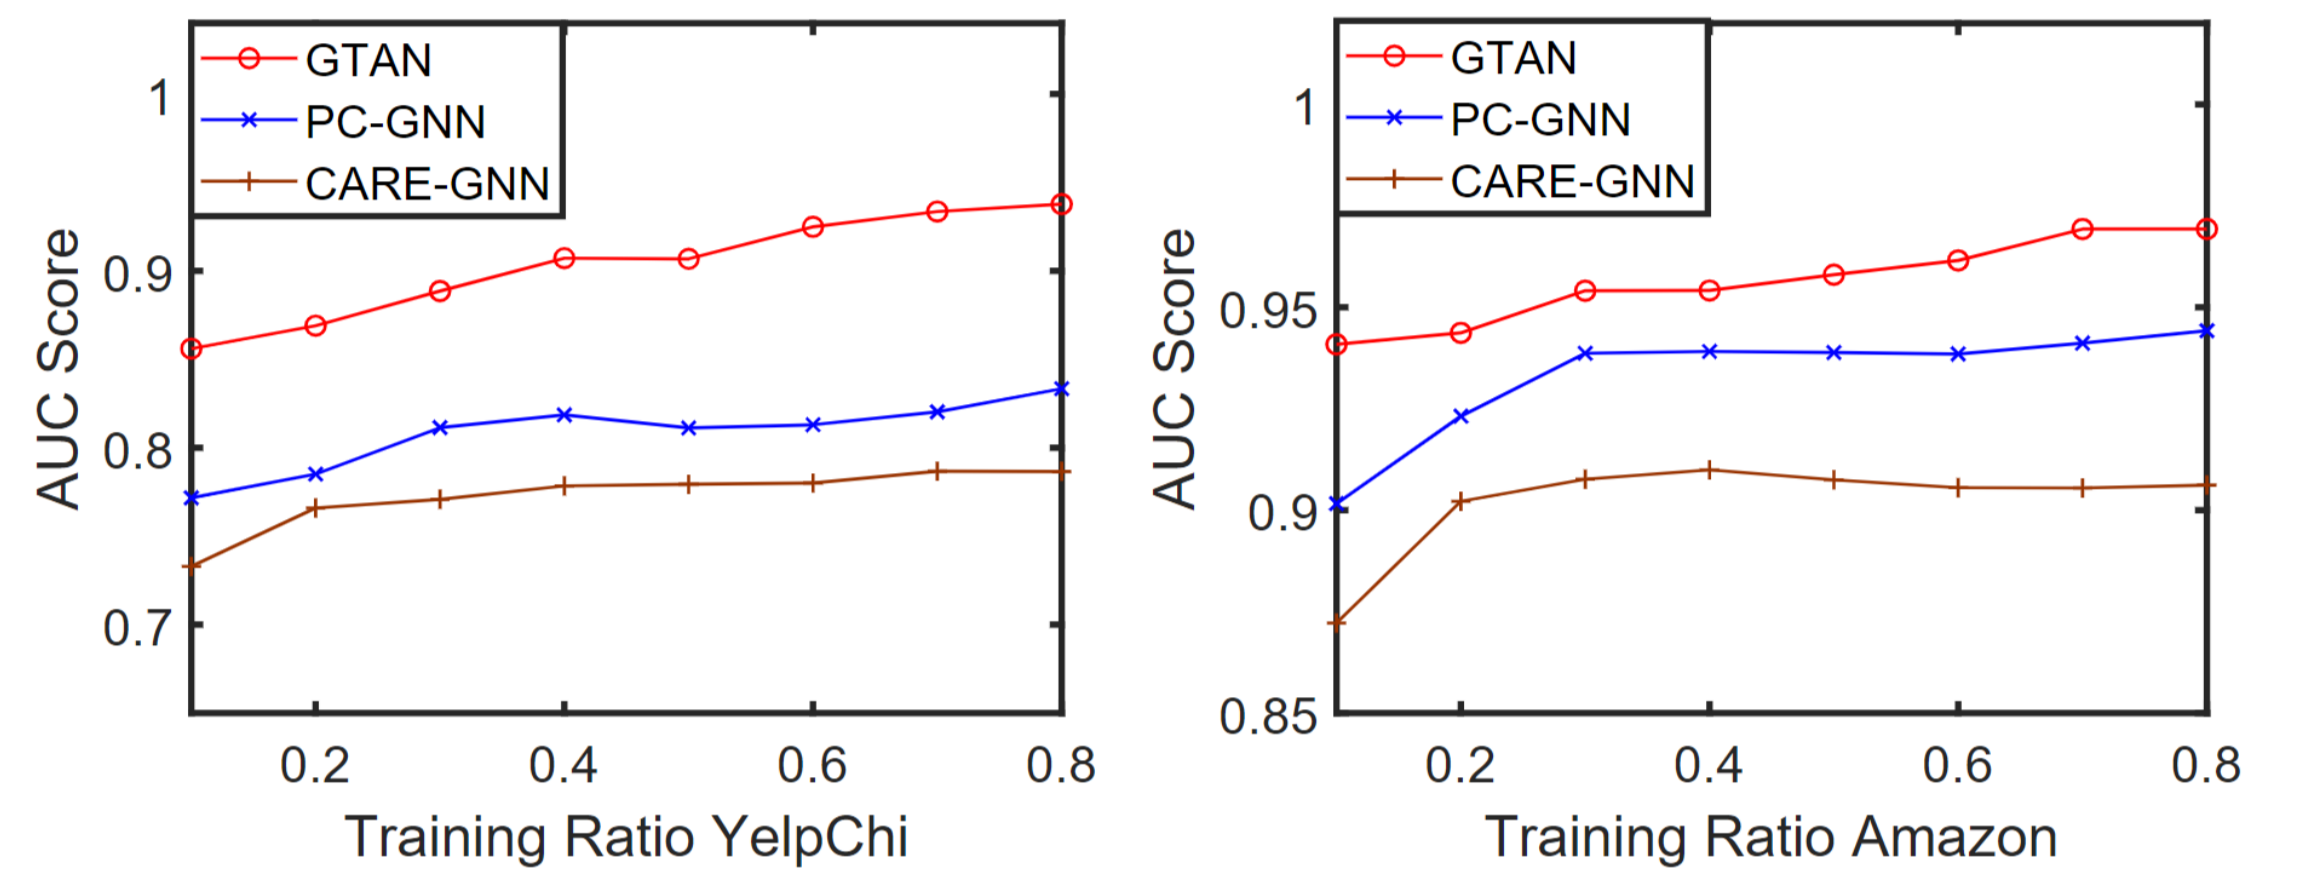 GTAN
PC-GNN
CARE-GNN
1
0.9
0.8
0.7
AUC Score
0.2 0.4 0.6 0.8
Training Ratio YelpChi
GTAN
PC-GNN
CARE-GNN
1
0.95
0.9
0.85
AUC Score
0.2 0.4 0.6 0.8
Training Ratio Amazon